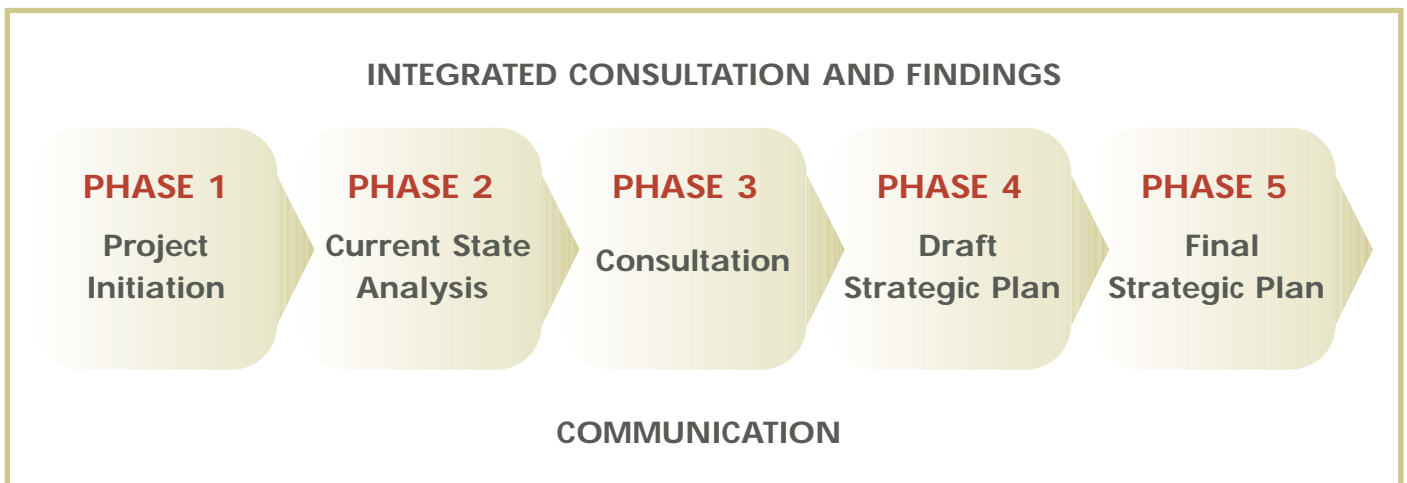 INTEGRATED CONSULTATION AND FINDINGS
PHASE 1
Project
Initiation
PHASE 2
Current State
Analysis
PHASE 3
Consultation
PHASE 4
Draft
Strategic Plan
PHASE 5
Final
Strategic Plan
COMMUNICATION